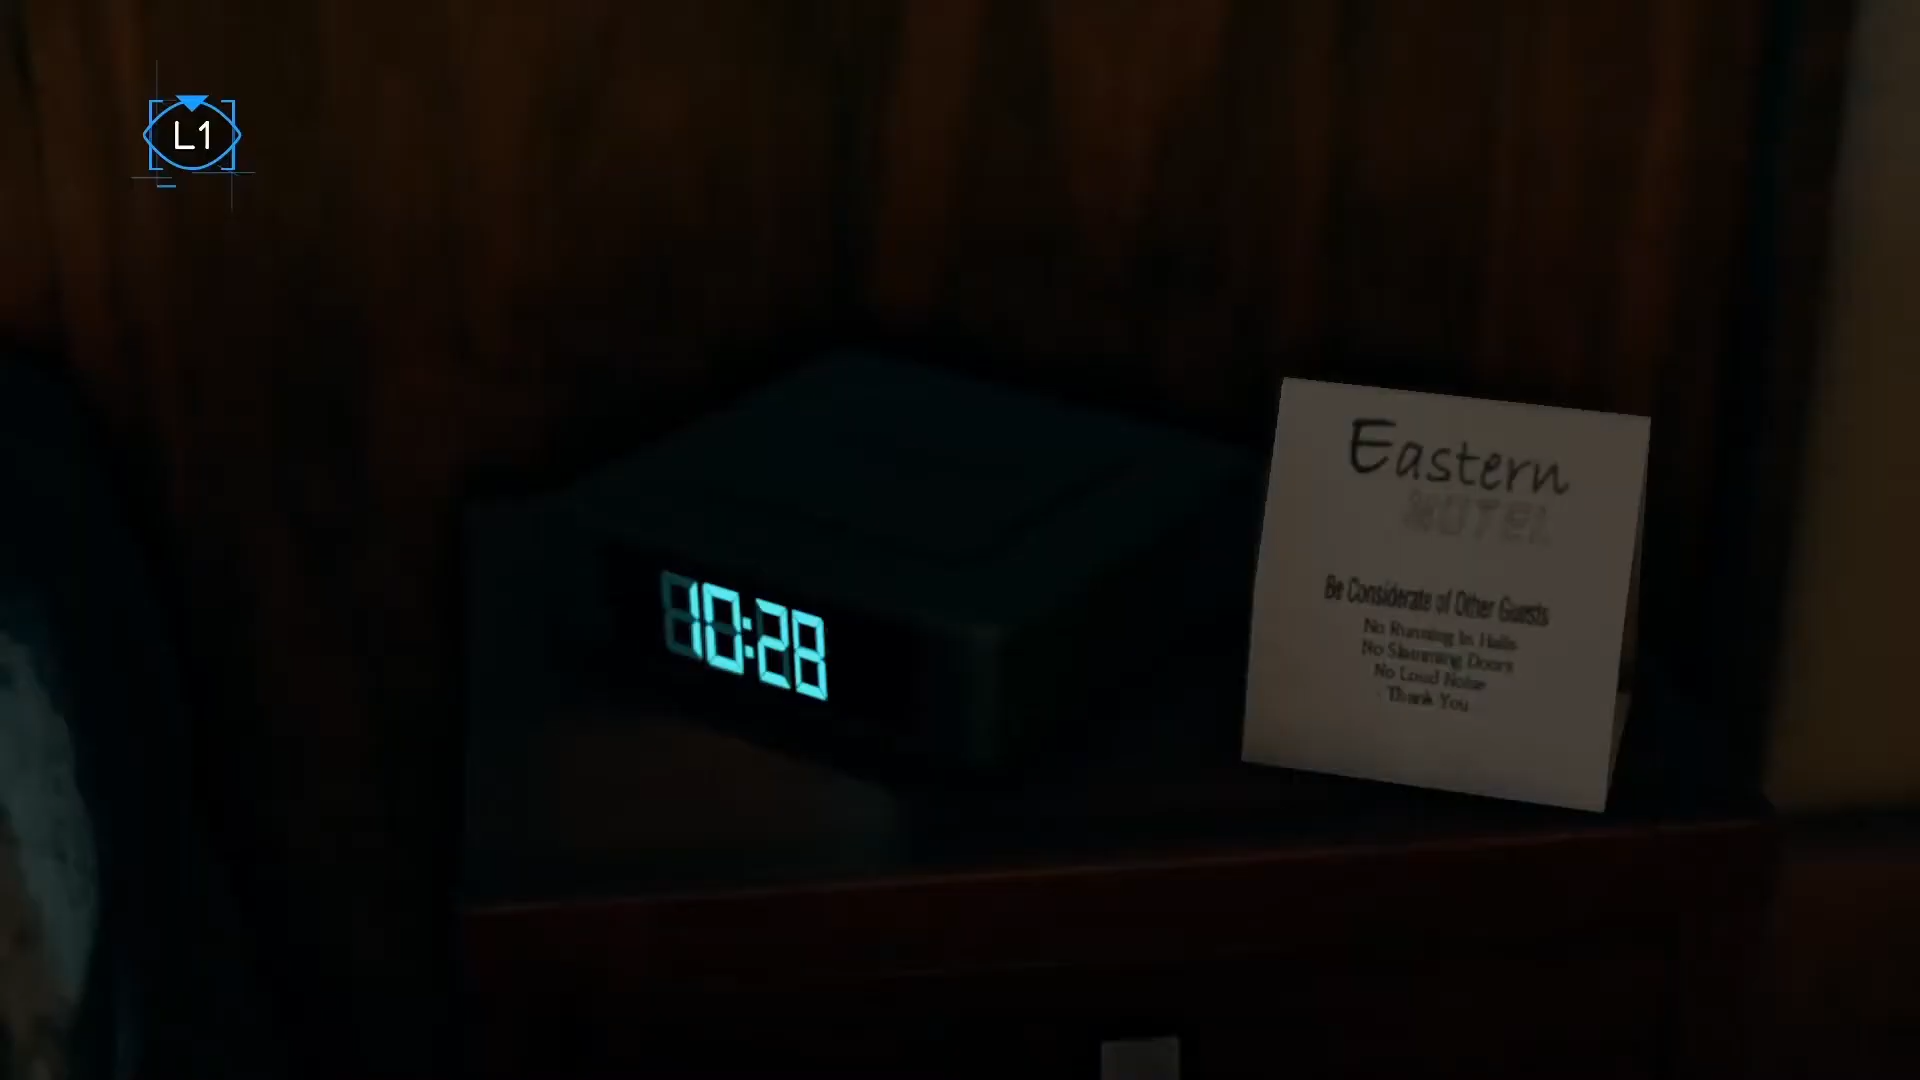 L1
10:28
Eastern
MOTEL
Be Considerate of Other Guests
No Running In Halls
No Slamming Doors
No Loud Noise
Thank You